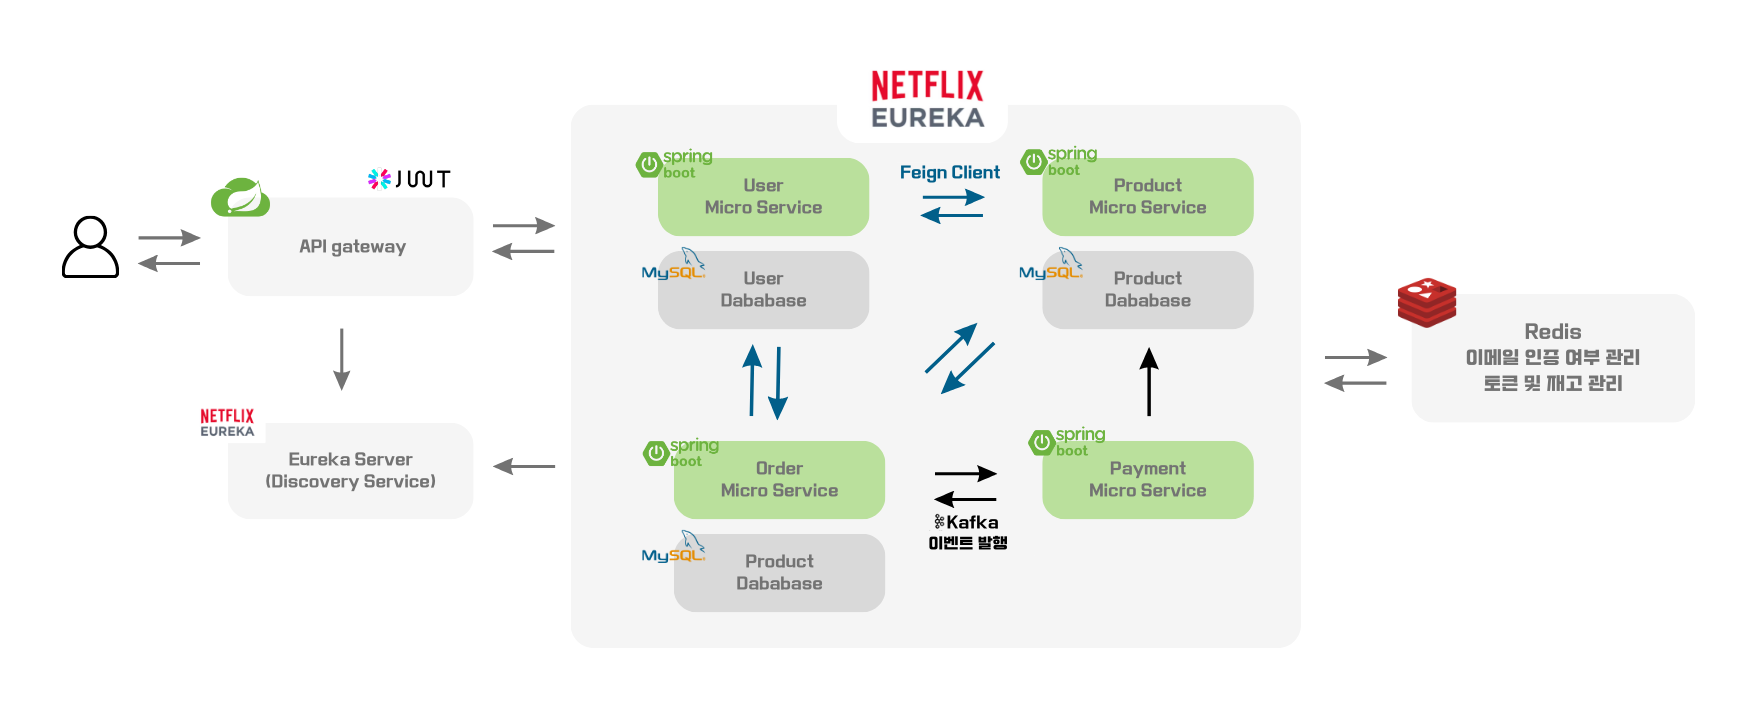 NETFLIX
EUREKA
JWT
API gateway
NETFLIX
EUREKA
Eureka Server
(Discovery Service)
spring
boot
User
Micro Service
MySQL
User
Dababase
Feign Client
spring
boot
Product
Micro Service
MySQL
Product
Dababase
spring
boot
Order
Micro Service
MySQL
Product
Dababase
Kafka
이벤트 발행
spring
boot
Payment
Micro Service
Redis
이메일 인증 여부 관리
토큰 및 재고 관리